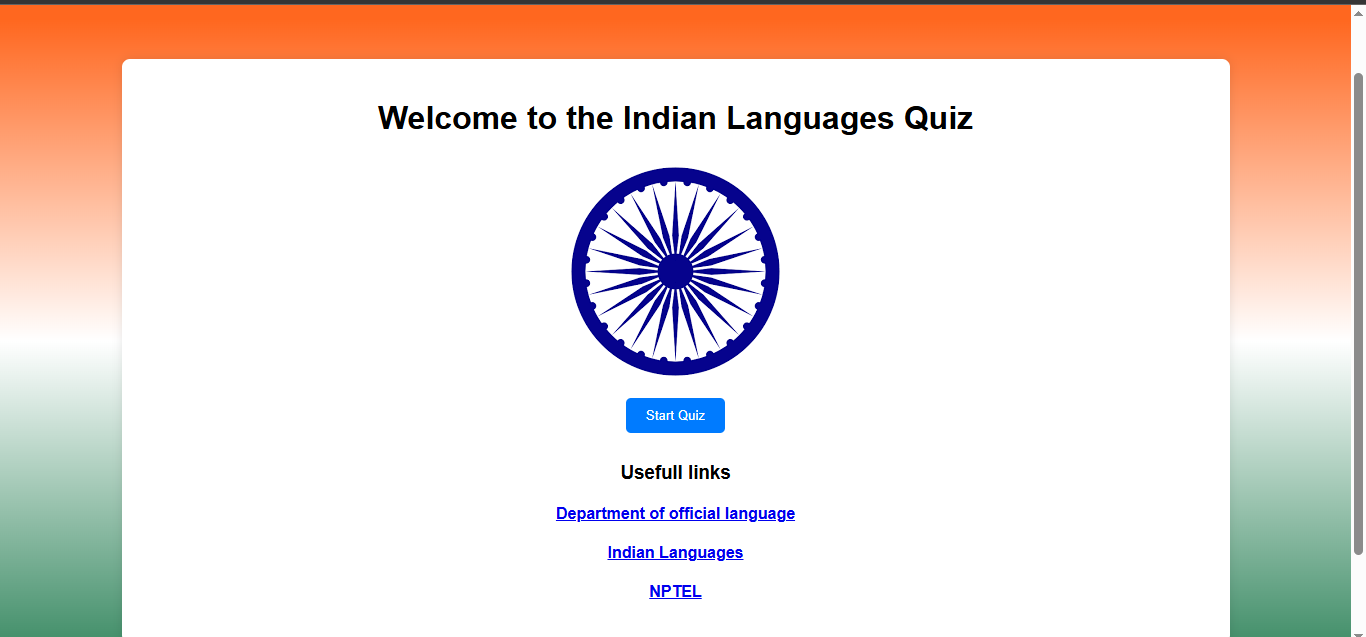 Welcome to the Indian Languages Quiz
Start Quiz
Usefull links
Department of official language
Indian Languages
NPTEL